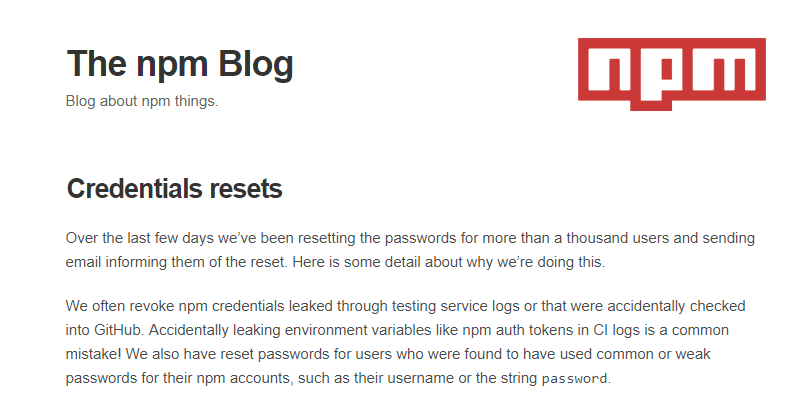 The npm Blog
Blog about npm things.
npm
Credentials resets
Over the last few days we’ve been resetting the passwords for more than a thousand users and sending
email informing them of the reset. Here is some detail about why we’re doing this.
We often revoke npm credentials leaked through testing service logs or that were accidentally checked
into GitHub. Accidentally leaking environment variables like npm auth tokens in CI logs is a common
mistake! We also have reset passwords for users who were found to have used common or weak
passwords for their npm accounts, such as their username or the string password.